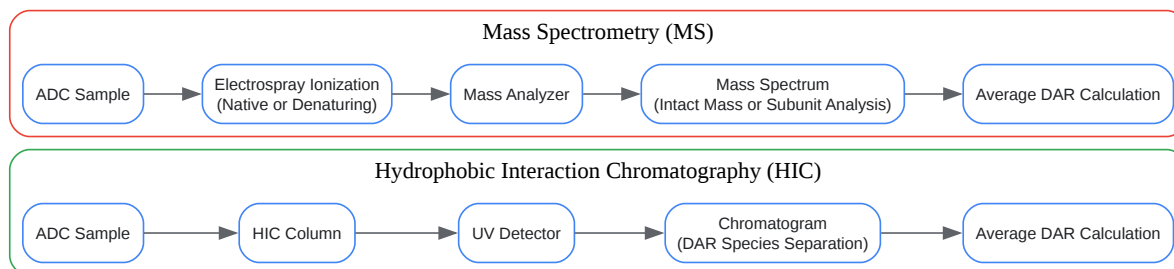 Mass Spectrometry (MS)
ADC Sample
Electrospray Ionization
(Native or Denaturing)
Mass Analyzer
Mass Spectrum
(Intact Mass or Subunit Analysis)
Average DAR Calculation
Hydrophobic Interaction Chromatography (HIC)
ADC Sample
HIC Column
UV Detector
Chromatogram
(DAR Species Separation)
Average DAR Calculation